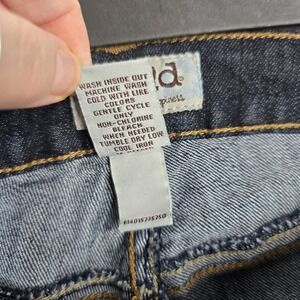 WASH INSIDE OUT
MACHINE WASH
COLD WITH LIKE
COLORS
GENTLE CYCLE
ONLY
NON-CHLORINE
BLEACH
WHEN NEEDED
TUMBLE DRY LOW
COOL IRON
d.